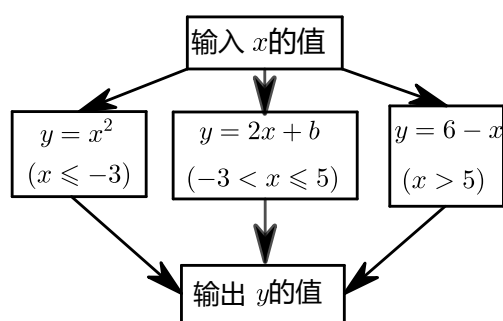 输入 x的值
y = x²
(x ⩽ −3)
y = 2x + b
(−3 < x ⩽ 5)
y = 6 − x
(x > 5)
输出 y的值